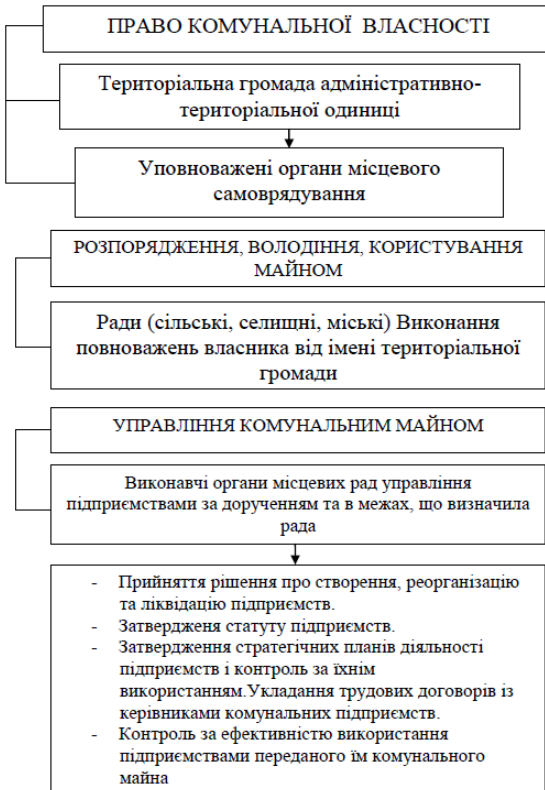 ПРАВО КОМУНАЛЬНОЇ ВЛАСНОСТІ
Територіальна громада адміністративно-
територіальної одиниці
Уповноважені органи місцевого
самоврядування
РОЗПОРЯДЖЕННЯ, ВОЛОДІННЯ, КОРИСТУВАННЯ
МАЙНОМ
Ради (сільські, селищні, міські) Виконання
повноважень власника від імені територіальної
громади
УПРАВЛІННЯ КОМУНАЛЬНИМ МАЙНОМ
Виконавчі органи місцевих рад управління
підприємствами за дорученням та в межах, що визначила
рада
- Прийняття рішення про створення, реорганізацію
та ліквідацію підприємств.
- Затвердженя статуту підприємств.
- Затвердження стратегічних планів діяльності
підприємств і контроль за їхнім
використанням.Укладання трудових договорів із
керівниками комунальних підприємств.
- Контроль за ефективністю використання
підприємствами переданого їм комунального
майна